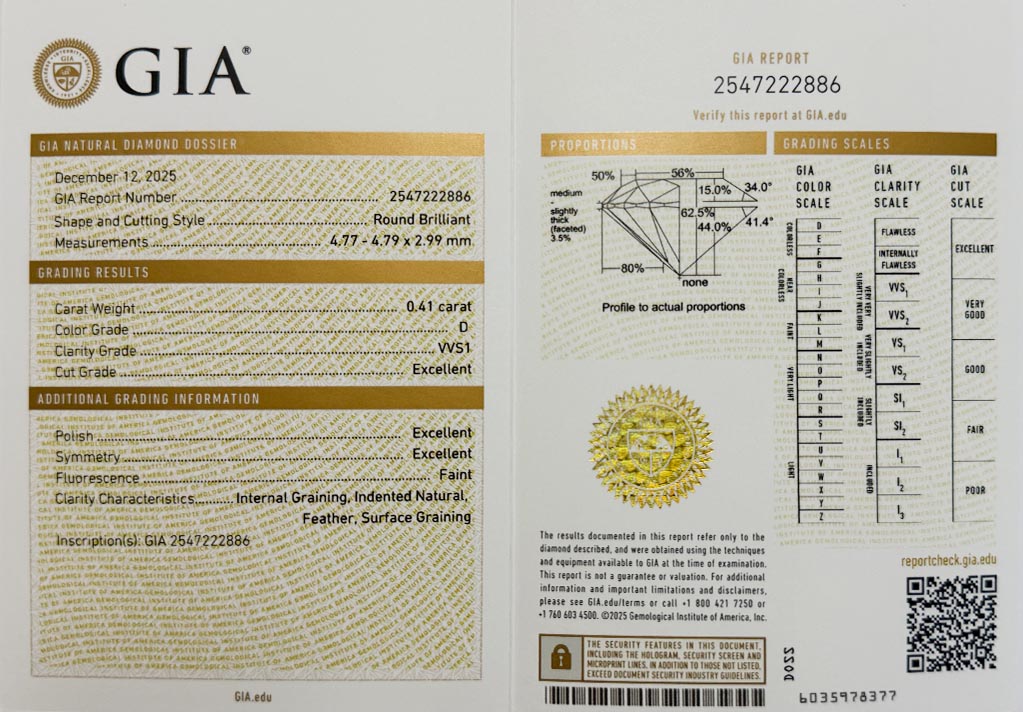 GIA®
GIA NATURAL DIAMOND DOSSIER
December 12, 2025
GIA Report Number 2547222886
Shape and Cutting Style Round Brilliant
Measurements 4.77 - 4.79 x 2.99 mm
GRADING RESULTS
Carat Weight 0.41 carat
Color Grade D
Clarity Grade VVS1
Cut Grade Excellent
ADDITIONAL GRADING INFORMATION
Polish Excellent
Symmetry Excellent
Fluorescence Faint
Clarity Characteristics Internal Graining, Indented Natural,
Feather, Surface Graining
Inscription(s): GIA 2547222886
GIA.edu
GIA REPORT
2547222886
Verify this report at GIA.edu
PROPORTIONS
50%
56%
15.0%
34.0°
medium
-
slightly
thick
(faceted)
3.5%
62.5%
44.0%
41.4°
80%
none
Profile to actual proportions
The results documented in this report refer only to the
diamond described, and were obtained using the techniques
and equipment available to GIA at the time of examination.
This report is not a guarantee or valuation. For additional
information and important limitations and disclaimers,
please see GIA.edu/terms or call +1 800 421 7250 or
+1 760 603 4500. ©2025 Gemological Institute of America, Inc.
THE SECURITY FEATURES IN THIS DOCUMENT,
INCLUDING THE HOLOGRAM, SECURITY SCREEN AND
MICROPRINT LINES, IN ADDITION TO THOSE NOT LISTED,
EXCEED DOCUMENT SECURITY INDUSTRY GUIDELINES.
GRADING SCALES
GIA
COLOR
SCALE
COLORLESS
D
E
F
NEAR COLORLESS
G
H
I
J
FAINT
K
L
M
VERY LIGHT
N
O
P
Q
R
LIGHT
S
T
U
V
W
X
Y
Z
GIA
CLARITY
SCALE
FLAWLESS
INTERNALLY
FLAWLESS
VERY VERY
SLIGHTLY INCLUDED
VVS1
VVS2
VERY SLIGHTLY
INCLUDED
VS1
VS2
SLIGHTLY
INCLUDED
SI1
SI2
INCLUDED
I1
I2
I3
GIA
CUT
SCALE
EXCELLENT
VERY
GOOD
GOOD
FAIR
POOR
reportcheck.gia.edu
D022
6035978377